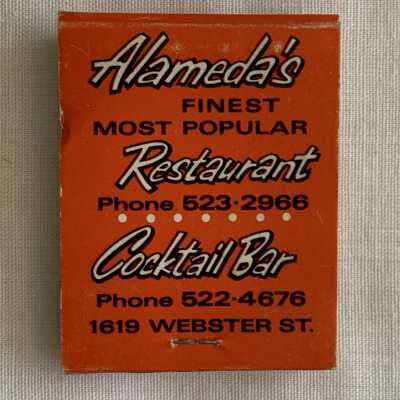 Alameda's
FINEST
MOST POPULAR
Restaurant
Phone 523·2966
Cocktail Bar
Phone 522·4676
1619 WEBSTER ST.